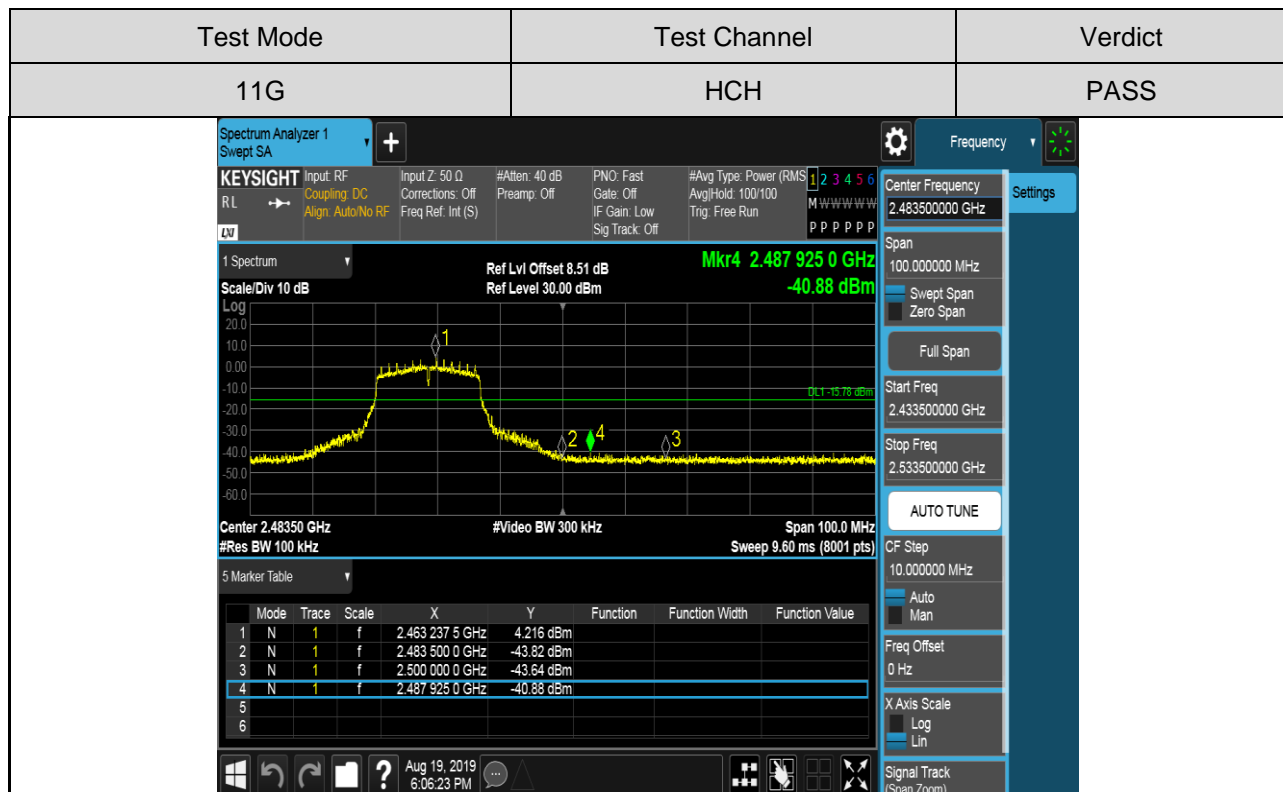 Test Mode Test Channel Verdict
11G HCH PASS
Spectrum Analyzer 1
Swept SA
+
Frequency
KEYSIGHT
RL
LXI
Input: RF
Coupling: DC
Align: Auto/No RF
Input Z: 50 Ω
Corrections: Off
Freq Ref: Int (S)
#Atten: 40 dB
Preamp: Off
PNO: Fast
Gate: Off
IF Gain: Low
Sig Track: Off
#Avg Type: Power (RMS
Avg|Hold: 100/100
Trig: Free Run
1 2 3 4 5 6
M W W W W W
P P P P P P
1 Spectrum
Scale/Div 10 dB
Ref Lvl Offset 8.51 dB
Ref Level 30.00 dBm
Mkr4 2.487 925 0 GHz
-40.88 dBm
Log
20.0
10.0
0.00
-10.0
-20.0
-30.0
-40.0
-50.0
-60.0
1
2
4
3
DL1 -15.78 dBm
Center 2.48350 GHz
#Video BW 300 kHz
Span 100.0 MHz
#Res BW 100 kHz
Sweep 9.60 ms (8001 pts)
5 Marker Table
Mode Trace Scale X Y Function Function Width Function Value
1 N 1 f 2.463 237 5 GHz 4.216 dBm
2 N 1 f 2.483 500 0 GHz -43.82 dBm
3 N 1 f 2.500 000 0 GHz -43.64 dBm
4 N 1 f 2.487 925 0 GHz -40.88 dBm
5
6
?
Aug 19, 2019
6:06:23 PM
Center Frequency
2.483500000 GHz
Settings
Span
100.000000 MHz
Swept Span
Zero Span
Full Span
Start Freq
2.433500000 GHz
Stop Freq
2.533500000 GHz
AUTO TUNE
CF Step
10.000000 MHz
Auto
Man
Freq Offset
0 Hz
X Axis Scale
Log
Lin
Signal Track
(Span Zoom)